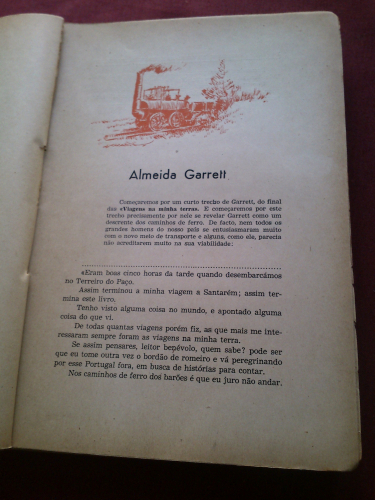 Almeida Garrett
Começaremos por um curto trecho de Garrett, do final
das «Viagens na minha terra». E começaremos por este
trecho precisamente por nele se revelar Garrett como um
descrente dos caminhos de ferro. De facto, nem todos os
grandes homens do nosso país se entusiasmaram muito
com o novo meio de transporte e alguns, como ele, parecia
não acreditarem muito na sua viabilidade:
«Eram boas cinco horas da tarde quando desembarcámos
no Terreiro do Paço.
Assim terminou a minha viagem a Santarém; assim ter-
mina este livro.
Tenho visto alguma coisa no mundo, e apontado alguma
coisa do que vi.
De todas quantas viagens porém fiz, as que mais me inte-
ressaram sempre foram as viagens na minha terra.
Se assim pensares, leitor benévolo, quem sabe? pode ser
que eu tome outra vez o bordão de romeiro e vá peregrinando
por esse Portugal fora, em busca de histórias para contar.
Nos caminhos de ferro dos barões é que eu juro não andar.